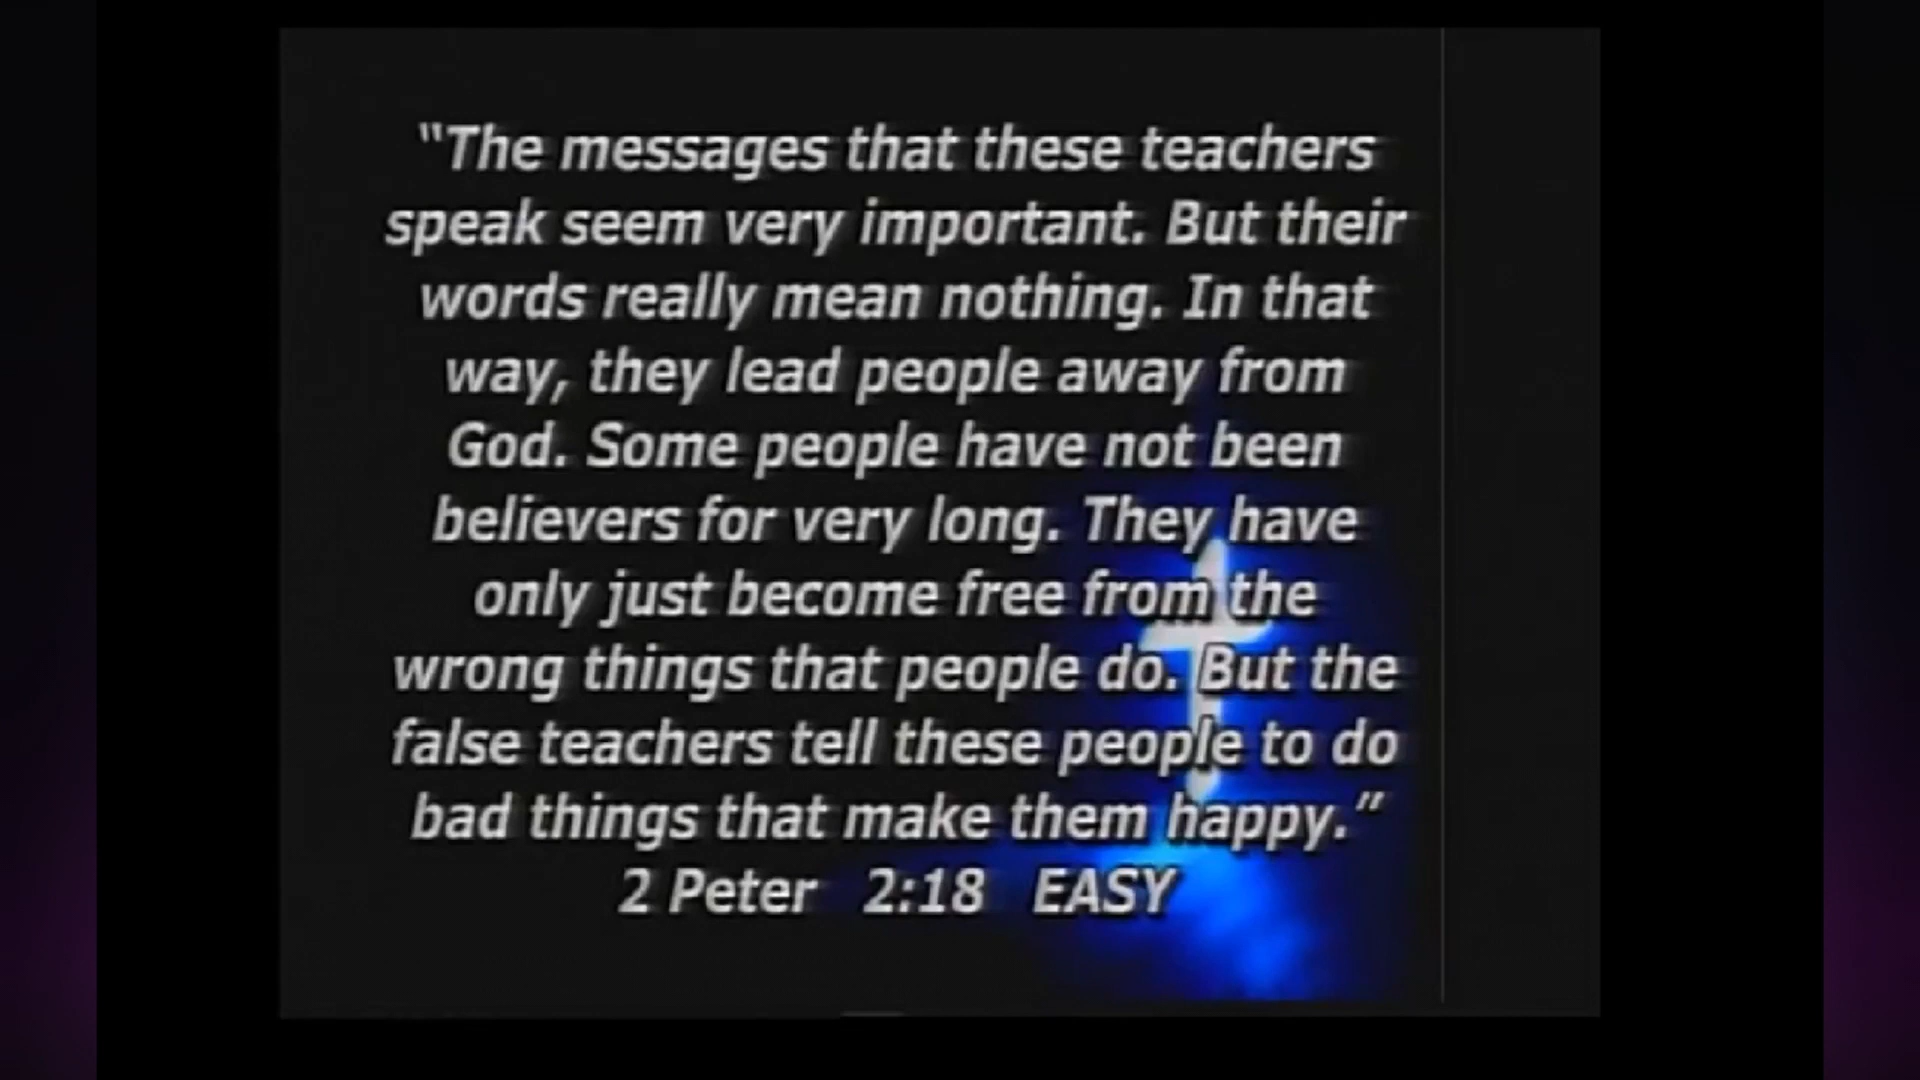 “The messages that these teachers
speak seem very important. But their
words really mean nothing. In that
way, they lead people away from
God. Some people have not been
believers for very long. They have
only just become free from the
wrong things that people do. But the
false teachers tell these people to do
bad things that make them happy.”
2 Peter 2:18 EASY